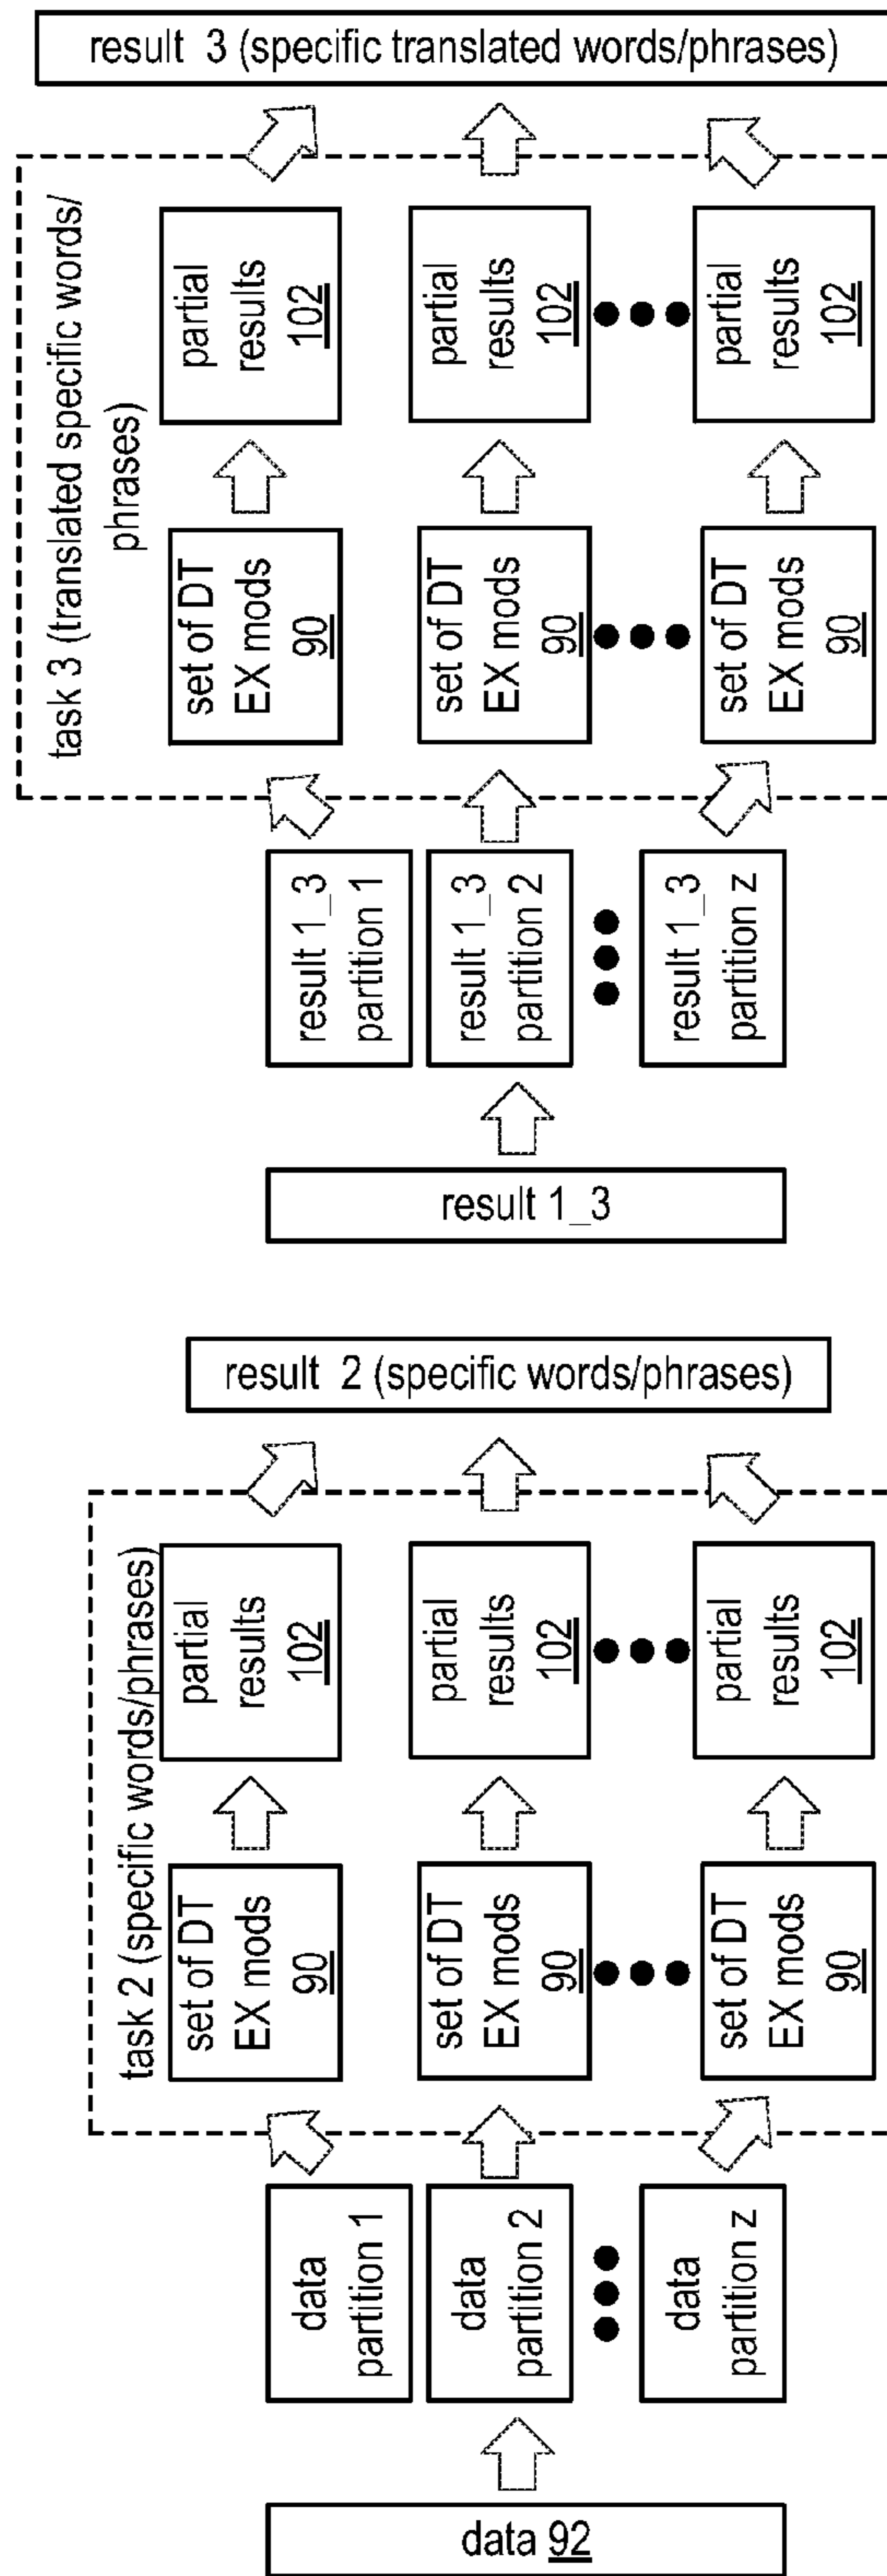 data 92
data
partition 1
data
partition 2
data
partition z
task 2 (specific words/phrases)
set of DT
EX mods
90
set of DT
EX mods
90
set of DT
EX mods
90
partial
results
102
partial
results
102
partial
results
102
result 2 (specific words/phrases)
result 1_3
result 1_3
partition 1
result 1_3
partition 2
result 1_3
partition z
task 3 (translated specific words/
phrases)
set of DT
EX mods
90
set of DT
EX mods
90
set of DT
EX mods
90
partial
results
102
partial
results
102
partial
results
102
result 3 (specific translated words/phrases)